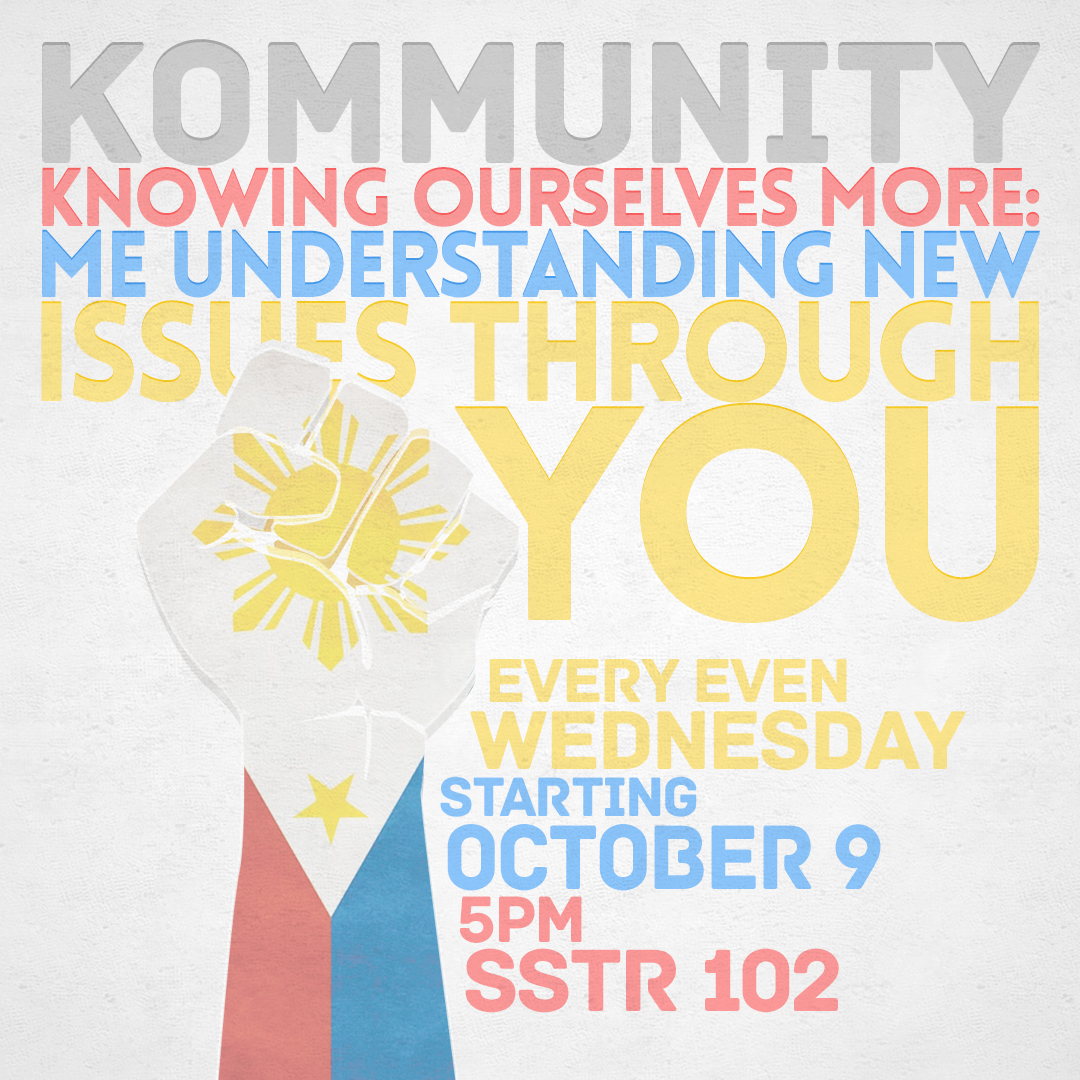 KOMMUNITY
KNOWING OURSELVES MORE:
ME UNDERSTANDING NEW
ISSUES THROUGH
YOU
EVERY EVEN
WEDNESDAY
STARTING
OCTOBER 9
5PM
SSTR 102